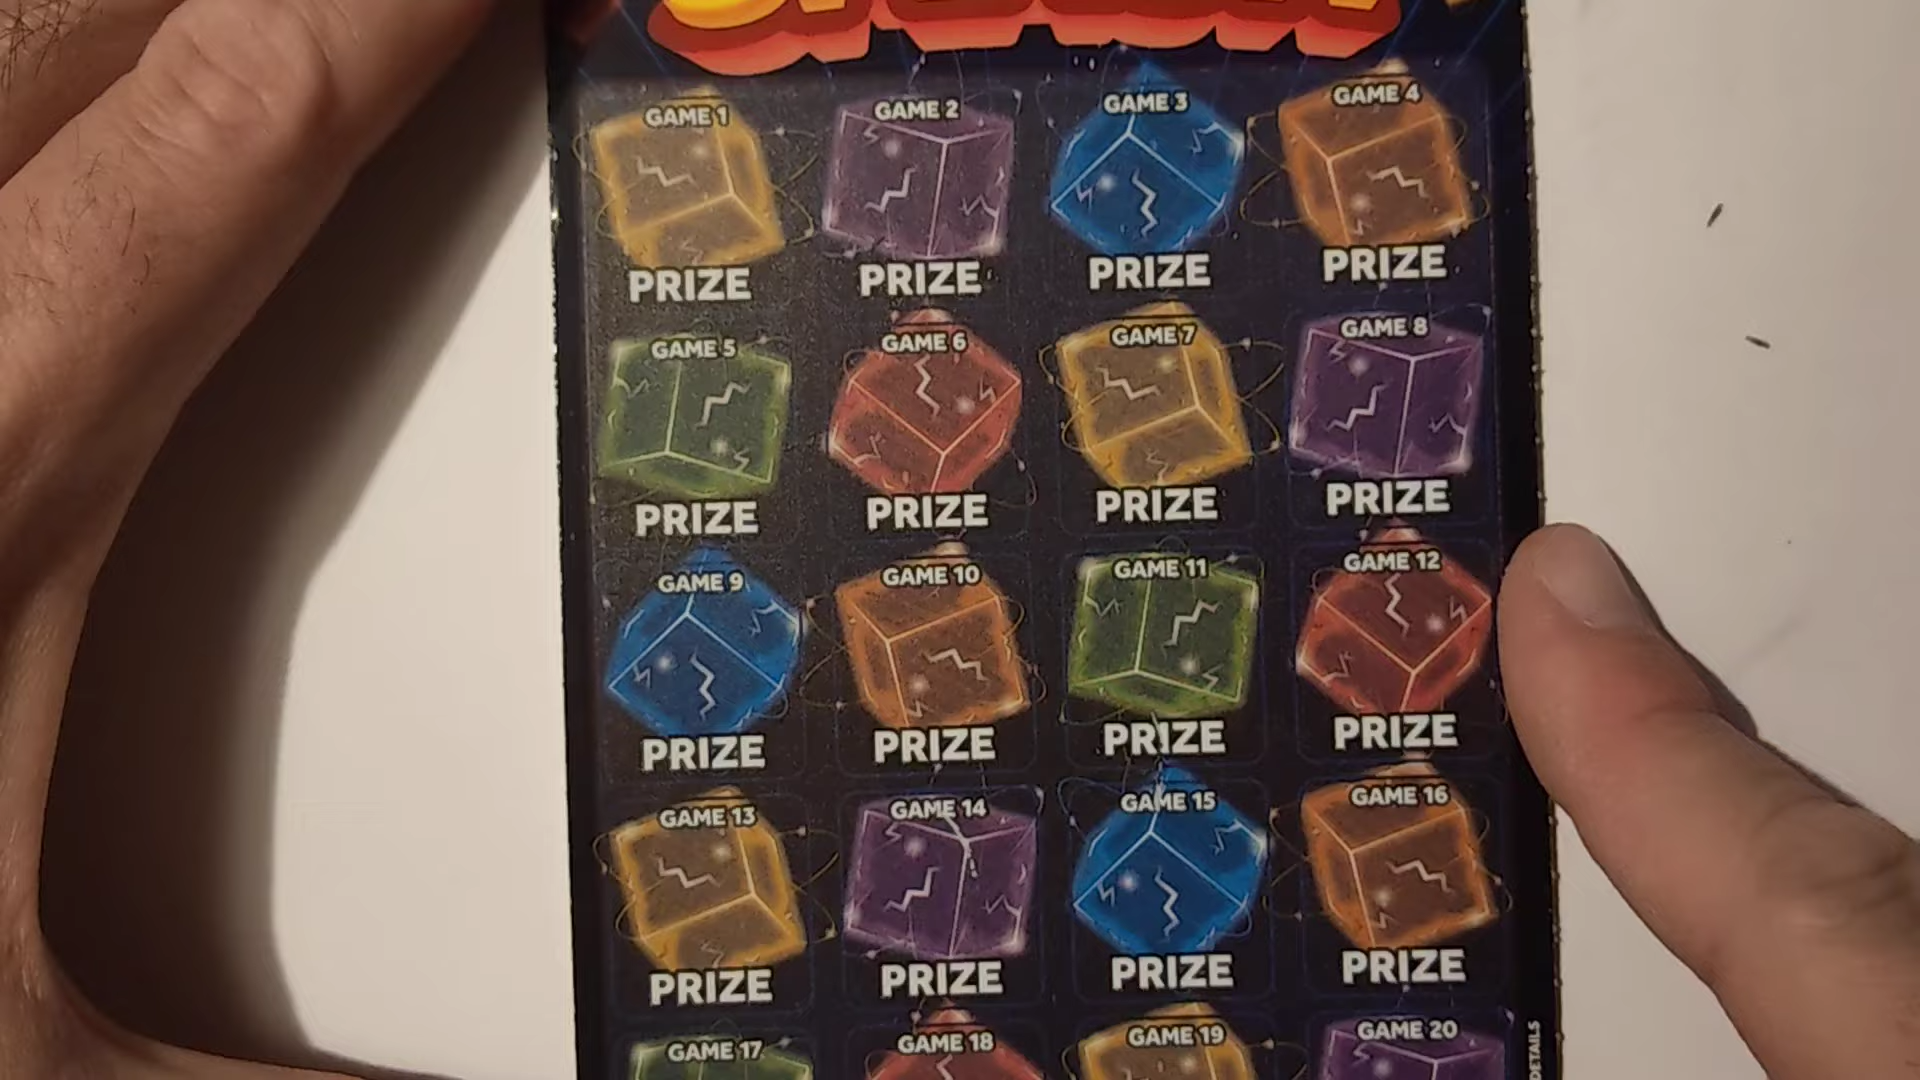 GAME 1 GAME 2 GAME 3 GAME 4
PRIZE PRIZE PRIZE PRIZE
GAME 5 GAME 6 GAME 7 GAME 8
PRIZE PRIZE PRIZE PRIZE
GAME 9 GAME 10 GAME 11 GAME 12
PRIZE PRIZE PRIZE PRIZE
GAME 13 GAME 14 GAME 15 GAME 16
PRIZE PRIZE PRIZE PRIZE
GAME 17 GAME 18 GAME 19 GAME 20
DETAILS